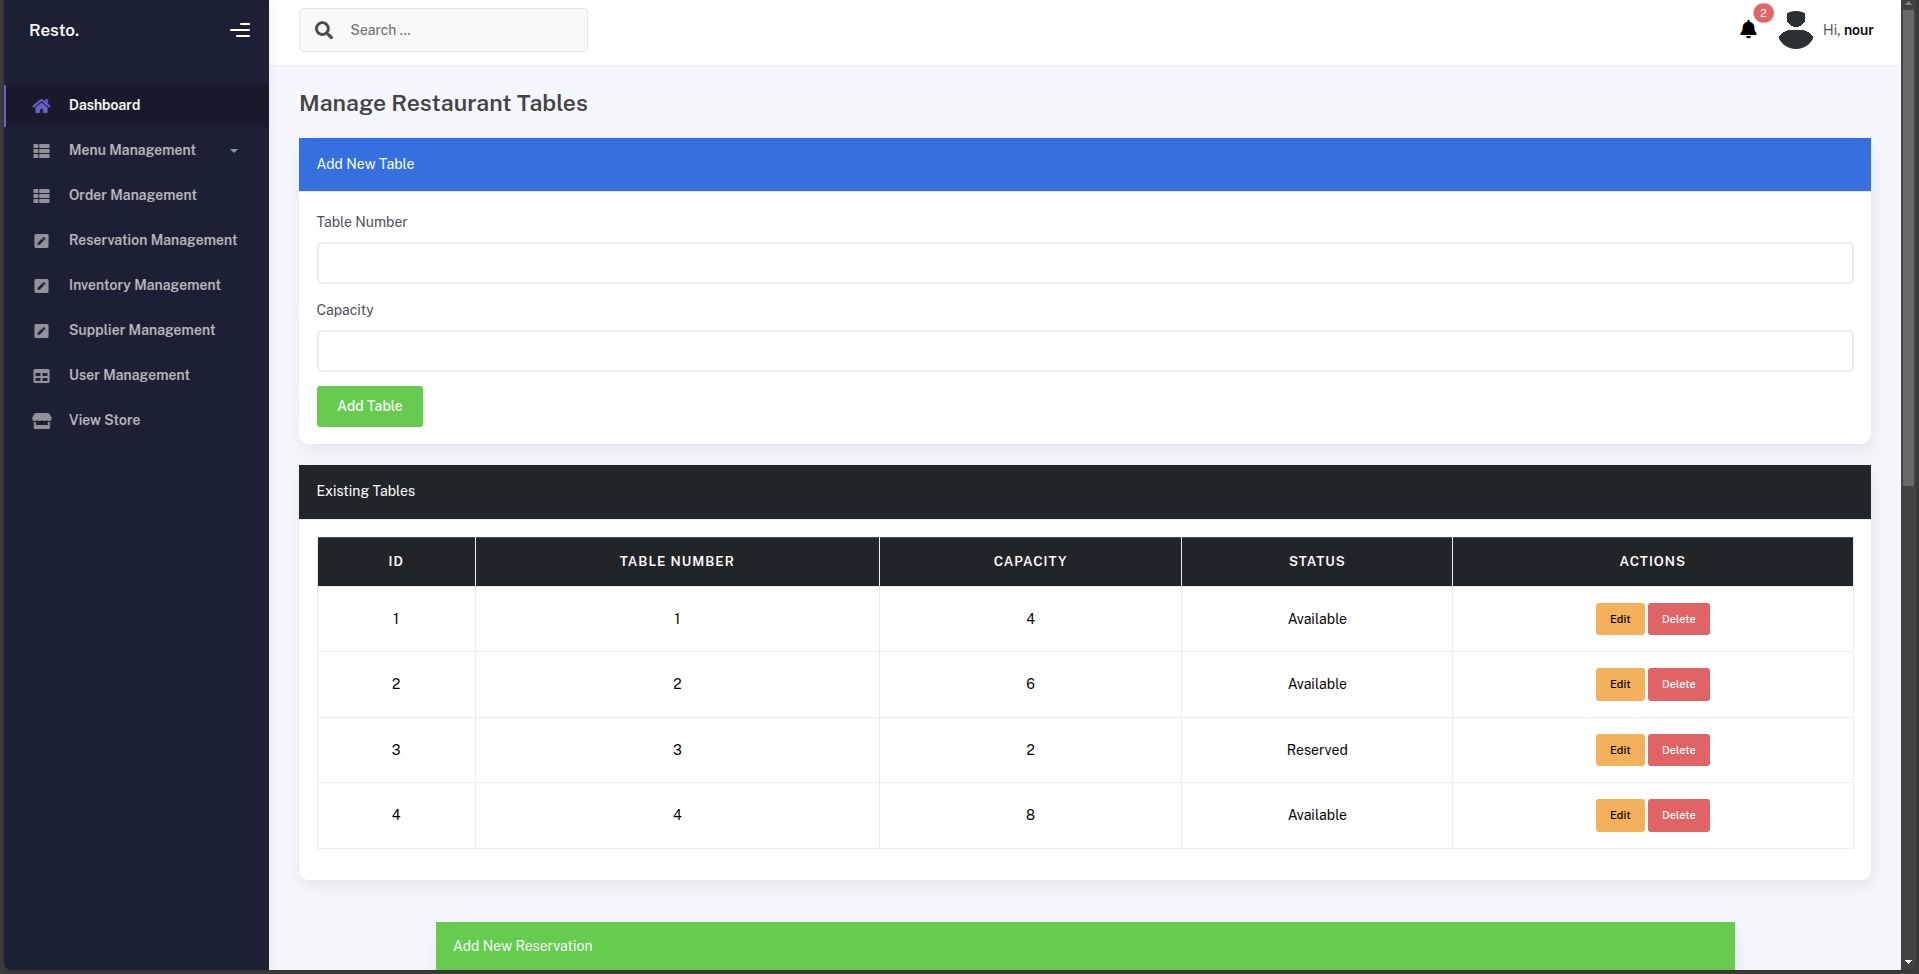 Resto.
Search ...
2
Hi, nour
Dashboard
Menu Management
Order Management
Reservation Management
Inventory Management
Supplier Management
User Management
View Store
Manage Restaurant Tables
Add New Table
Table Number
Capacity
Add Table
Existing Tables
ID TABLE NUMBER CAPACITY STATUS ACTIONS
1 1 4 Available Edit Delete
2 2 6 Available Edit Delete
3 3 2 Reserved Edit Delete
4 4 8 Available Edit Delete
Add New Reservation